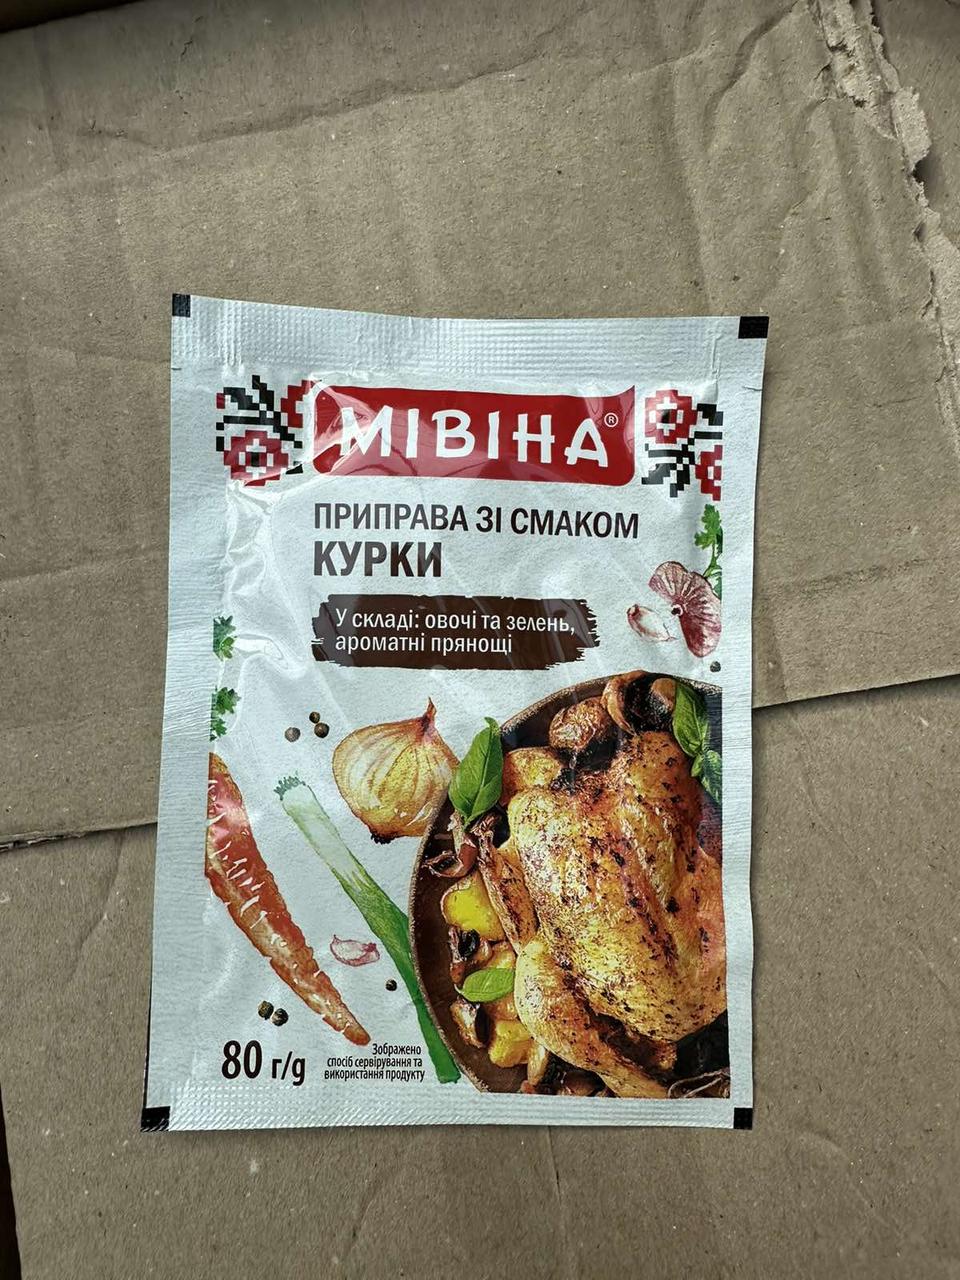 МІВІНА®
ПРИПРАВА ЗІ СМАКОМ
КУРКИ
У складі: овочі та зелень,
ароматні прянощі
80 г/g
Зображено
спосіб сервірування та
використання продукту